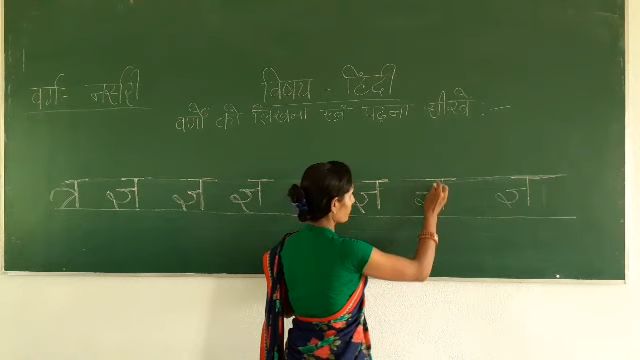 वर्ग:- नर्सरी
विषय - हिंदी
वर्णों को लिखना एवं पढ़ना सीखें :--
ज्ञ ज ज ज ज ज ज